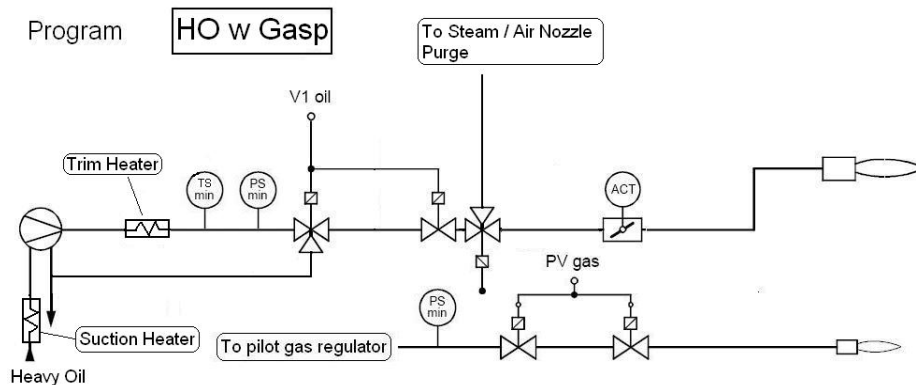 Program
HO w Gasp
To Steam / Air Nozzle
Purge
V1 oil
Trim Heater
TS
min
PS
min
ACT
PV gas
PS
min
Suction Heater
To pilot gas regulator
Heavy Oil